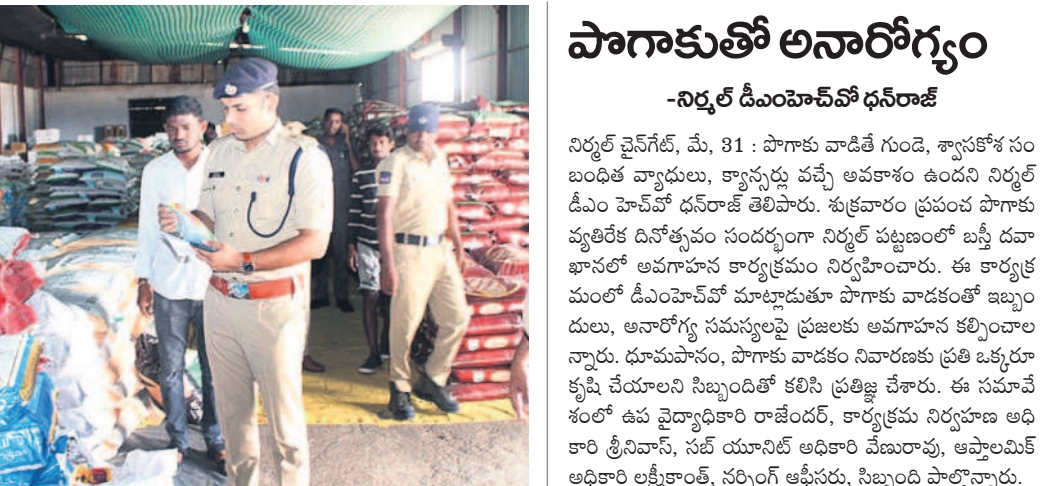 పొగాకుతో అనారోగ్యం
-నిర్మల్ డీఎంహెచ్‌వో ధన్‌రాజ్
నిర్మల్ చైన్‌గేట్, మే, 31 : పొగాకు వాడితే గుండె, శ్వాసకోశ సం
బంధిత వ్యాధులు, క్యాన్సర్లు వచ్చే అవకాశం ఉందని నిర్మల్
డీఎం హెచ్‌వో ధన్‌రాజ్ తెలిపారు. శుక్రవారం ప్రపంచ పొగాకు
వ్యతిరేక దినోత్సవం సందర్భంగా నిర్మల్ పట్టణంలో బస్తీ దవా
ఖానలో అవగాహన కార్యక్రమం నిర్వహించారు. ఈ కార్యక్ర
మంలో డీఎంహెచ్‌వో మాట్లాడుతూ పొగాకు వాడకంతో ఇబ్బం
దులు, అనారోగ్య సమస్యలపై ప్రజలకు అవగాహన కల్పించాల
న్నారు. ధూమపానం, పొగాకు వాడకం నివారణకు ప్రతి ఒక్కరూ
కృషి చేయాలని సిబ్బందితో కలిసి ప్రతిజ్ఞ చేశారు. ఈ సమావే
శంలో ఉప వైద్యాధికారి రాజేందర్, కార్యక్రమ నిర్వహణ అధి
కారి శ్రీనివాస్, సబ్ యూనిట్ అధికారి వేణురావు, ఆప్తాలమిక్
అధికారి లక్ష్మీకాంత్, నర్సింగ్ ఆఫీసరు, సిబ్బంది పాల్గొన్నారు.